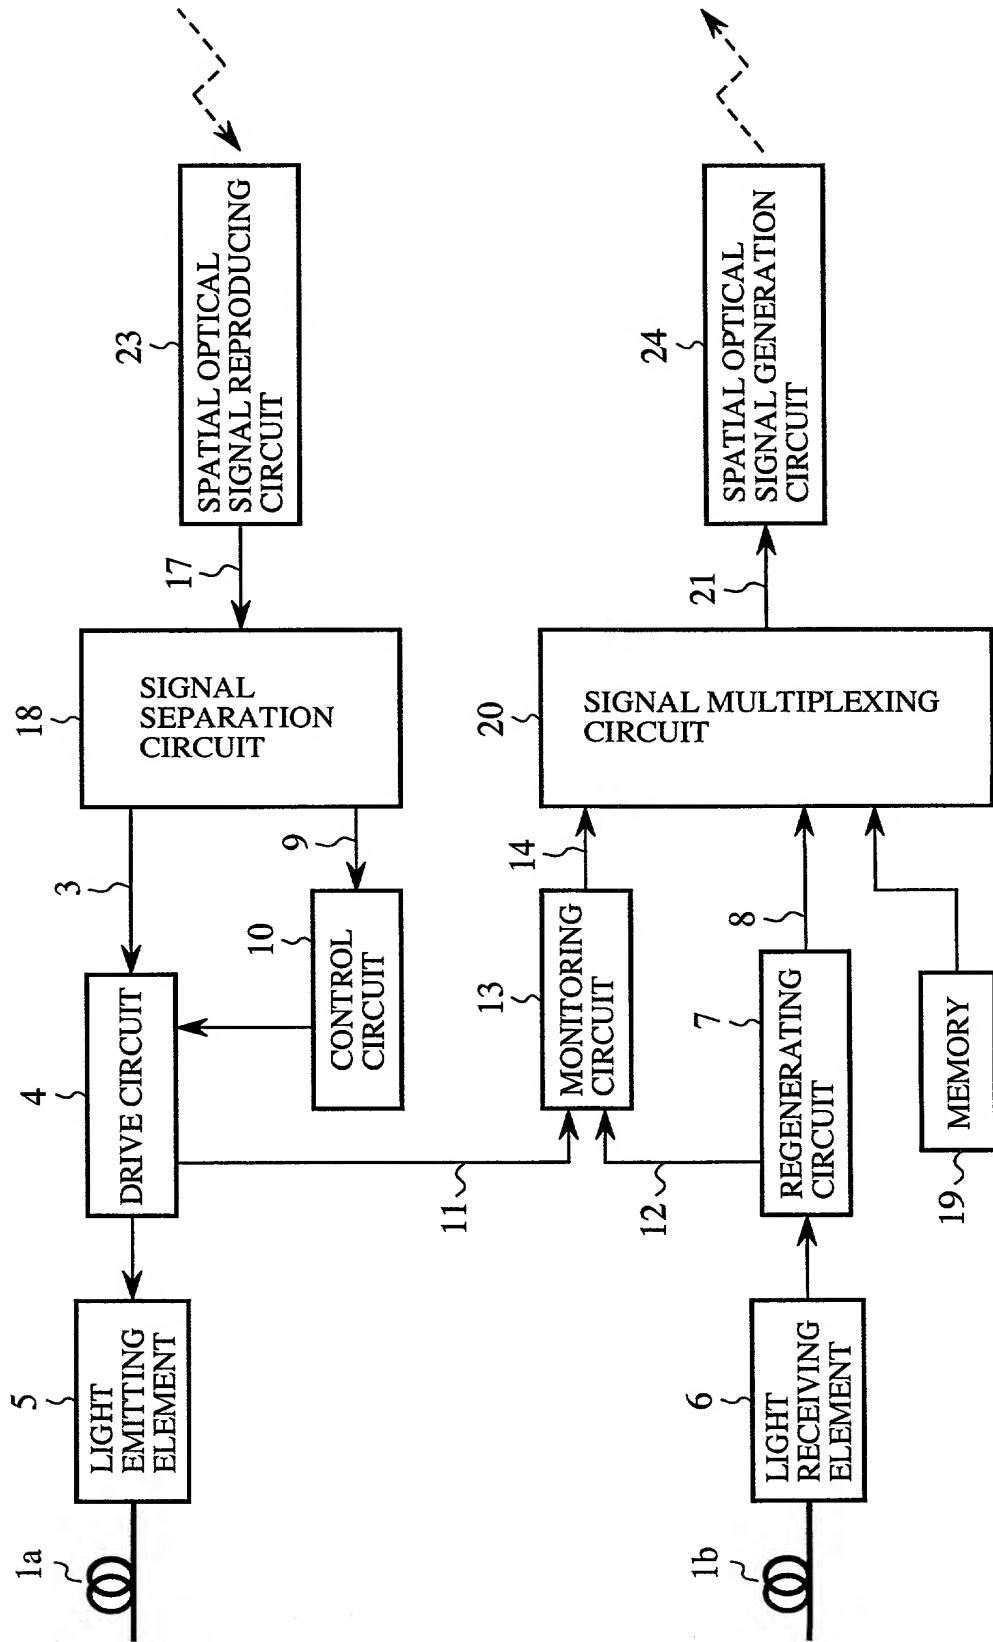 1a
5
LIGHT
EMITTING
ELEMENT
4
DRIVE CIRCUIT
3
18
SIGNAL
SEPARATION
CIRCUIT
17
23
SPATIAL OPTICAL
SIGNAL REPRODUCING
CIRCUIT
10
CONTROL
CIRCUIT
9
11
13
MONITORING
CIRCUIT
14
20
SIGNAL MULTIPLEXING
CIRCUIT
21
24
SPATIAL OPTICAL
SIGNAL GENERATION
CIRCUIT
12
1b
6
LIGHT
RECEIVING
ELEMENT
7
REGENERATING
CIRCUIT
8
19
MEMORY